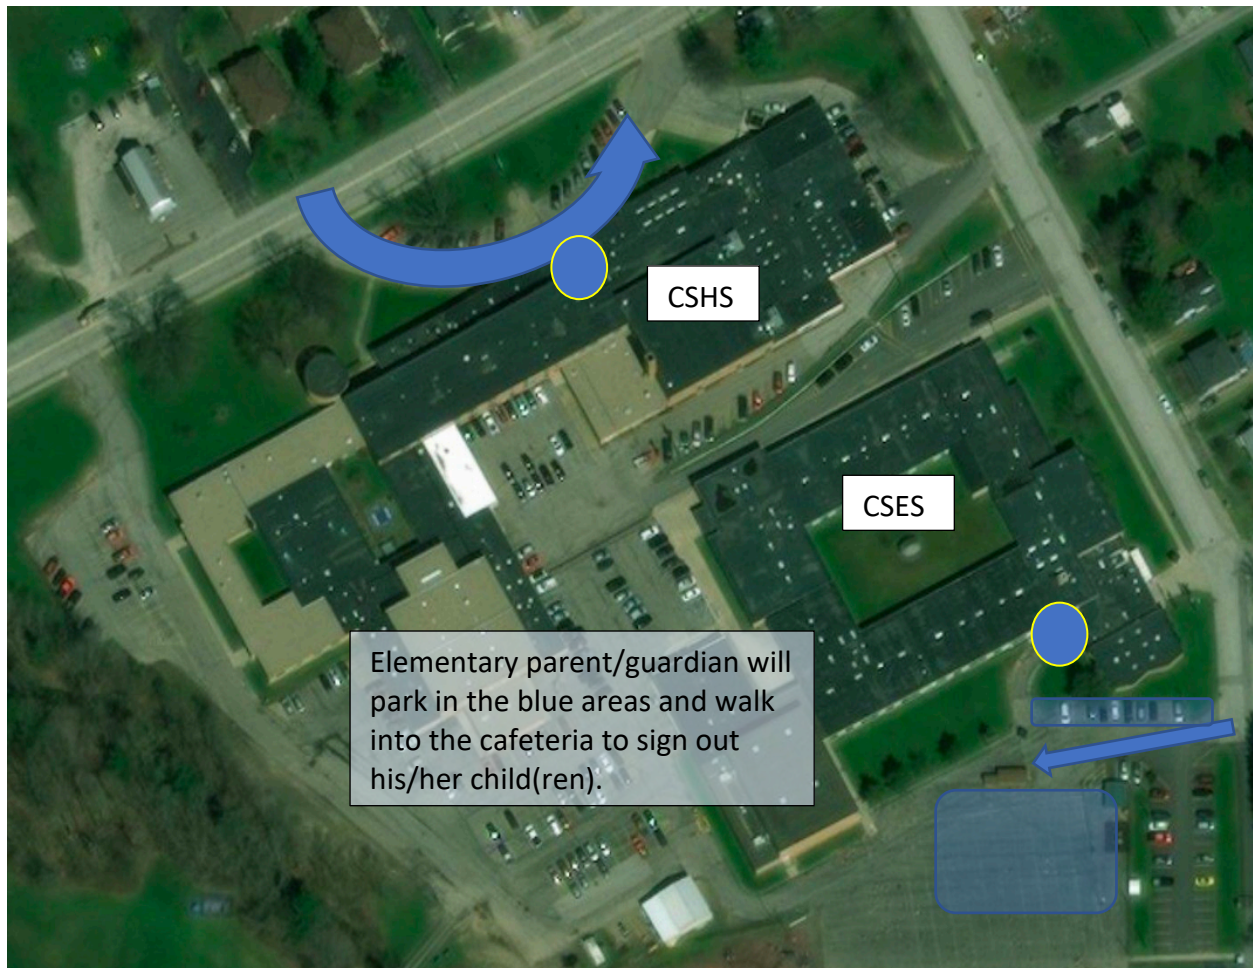 CSHS
CSES
Elementary parent/guardian will
park in the blue areas and walk
into the cafeteria to sign out
his/her child(ren).